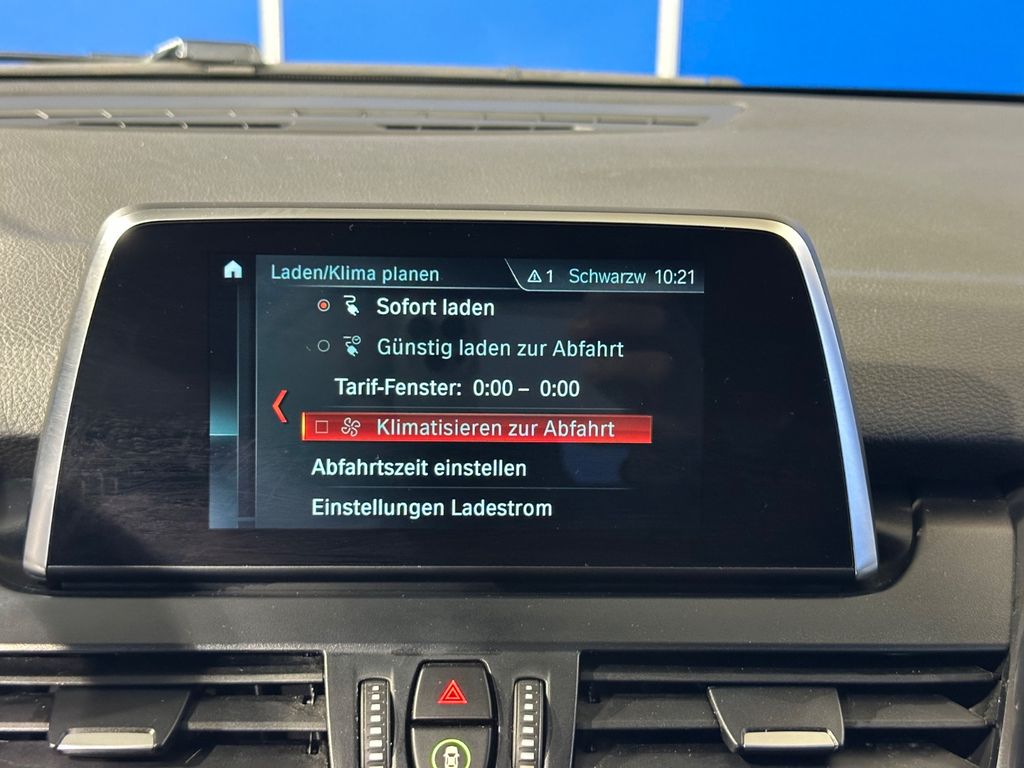 Laden/Klima planen
1 Schwarzw 10:21
Sofort laden
Günstig laden zur Abfahrt
Tarif-Fenster: 0:00 – 0:00
Klimatisieren zur Abfahrt
Abfahrtszeit einstellen
Einstellungen Ladestrom